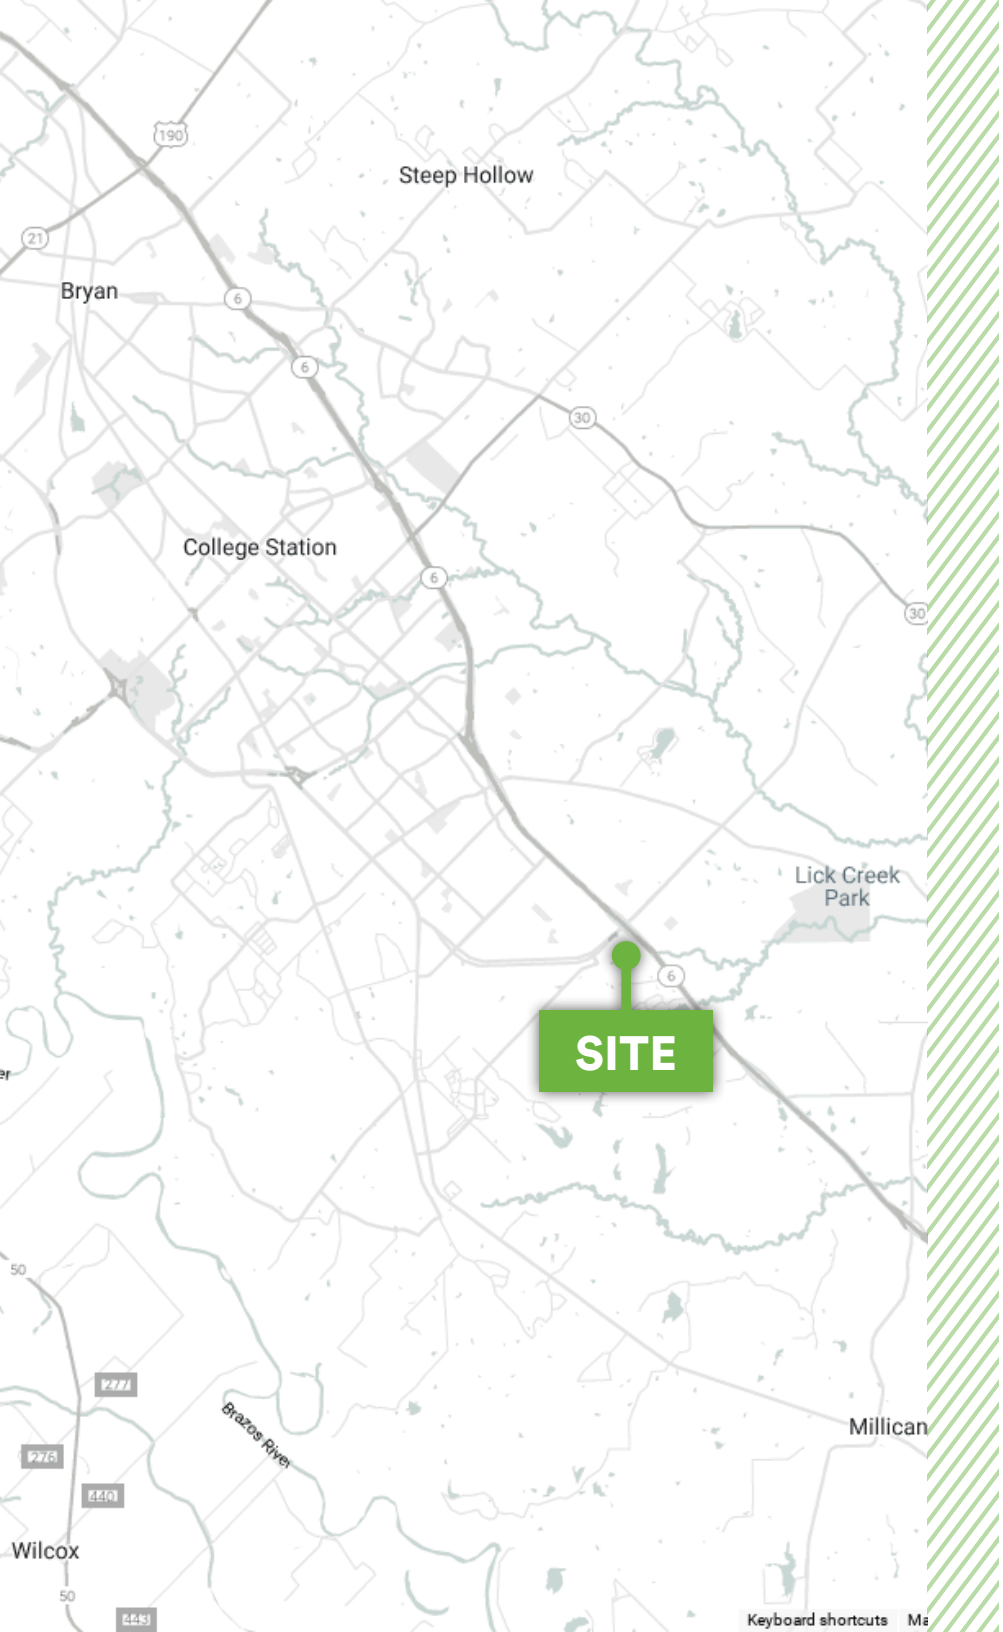 190
Steep Hollow
21
Bryan
6
6
30
College Station
6
30
Lick Creek
Park
6
SITE
er
50
277
Brazos River
Millican
276
440
Wilcox
50
443
Keyboard shortcuts
Ma